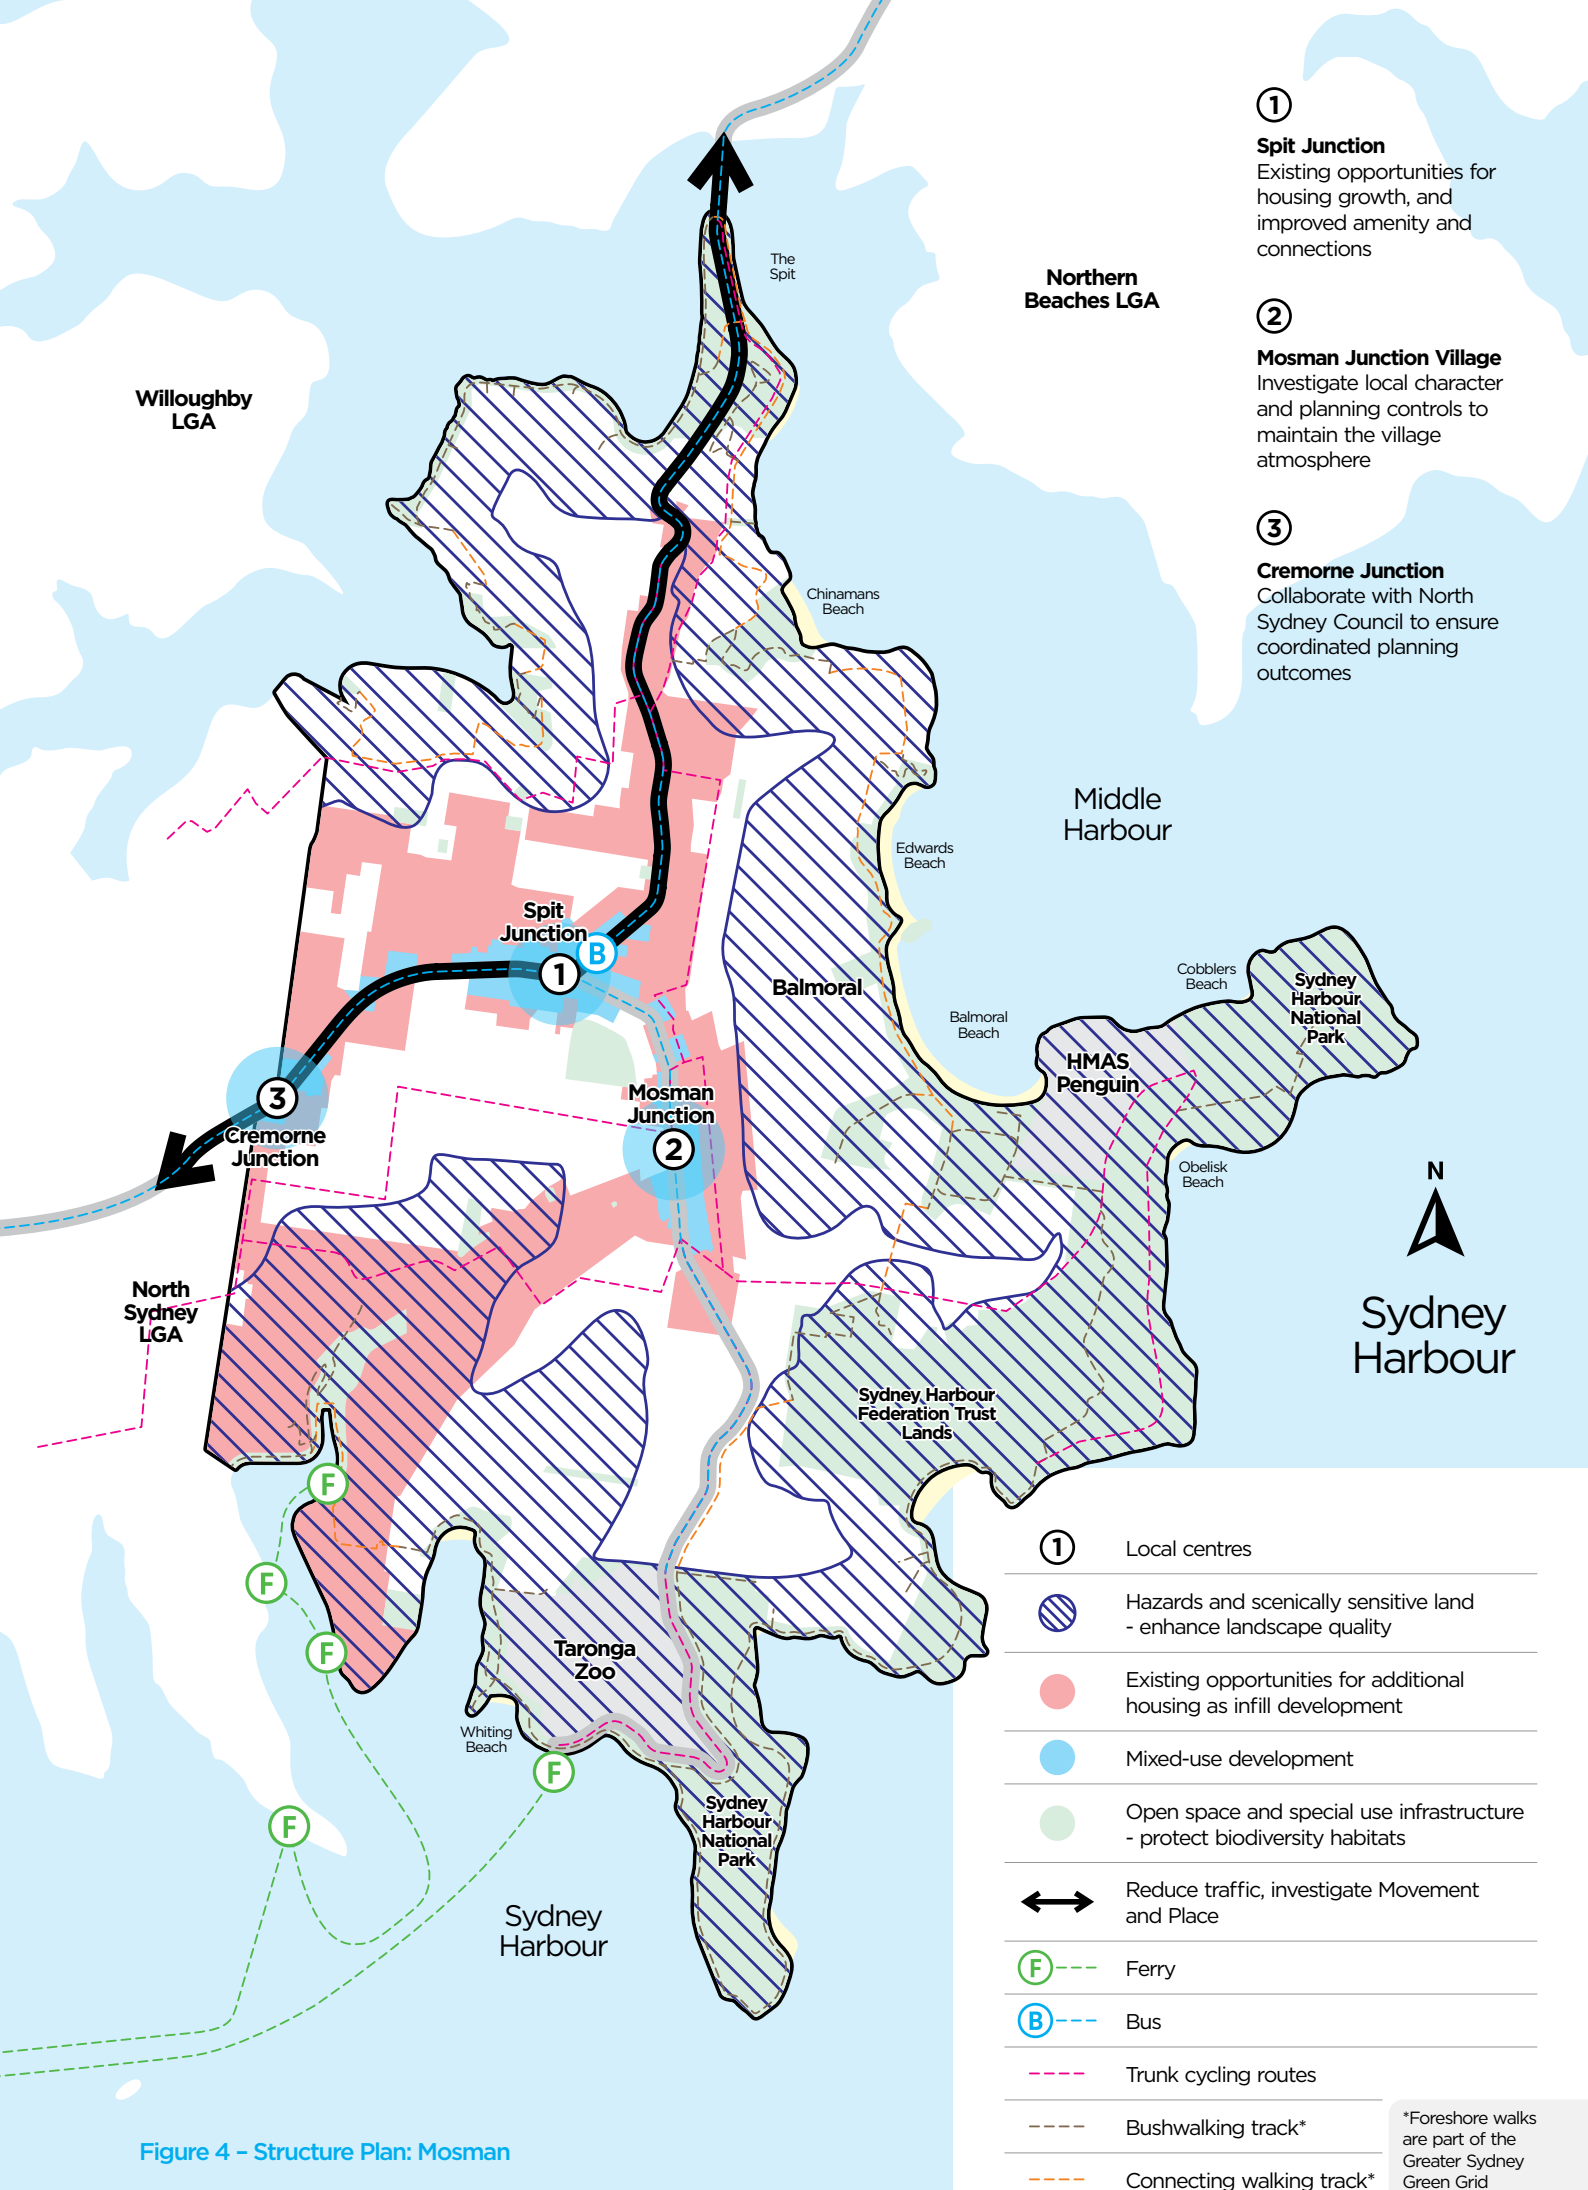 1
Spit Junction
Existing opportunities for
housing growth, and
improved amenity and
connections
2
Mosman Junction Village
Investigate local character
and planning controls to
maintain the village
atmosphere
3
Cremorne Junction
Collaborate with North
Sydney Council to ensure
coordinated planning
outcomes
The
Spit
Northern
Beaches LGA
Willoughby
LGA
Chinamans
Beach
Middle
Harbour
Edwards
Beach
Spit
Junction
B
1
Balmoral
Cobblers
Beach
Sydney
Harbour
National
Park
Balmoral
Beach
HMAS
Penguin
3
Cremorne
Junction
Mosman
Junction
2
Obelisk
Beach
N
Sydney
Harbour
North
Sydney
LGA
Sydney Harbour
Federation Trust
Lands
F
F
F
Taronga
Zoo
Whiting
Beach
F
F
Sydney
Harbour
National
Park
Sydney
Harbour
1
Local centres
Hazards and scenically sensitive land
- enhance landscape quality
Existing opportunities for additional
housing as infill development
Mixed-use development
Open space and special use infrastructure
- protect biodiversity habitats
Reduce traffic, investigate Movement
and Place
F
Ferry
B
Bus
Trunk cycling routes
Bushwalking track*
Connecting walking track*
*Foreshore walks
are part of the
Greater Sydney
Green Grid
Figure 4 – Structure Plan: Mosman